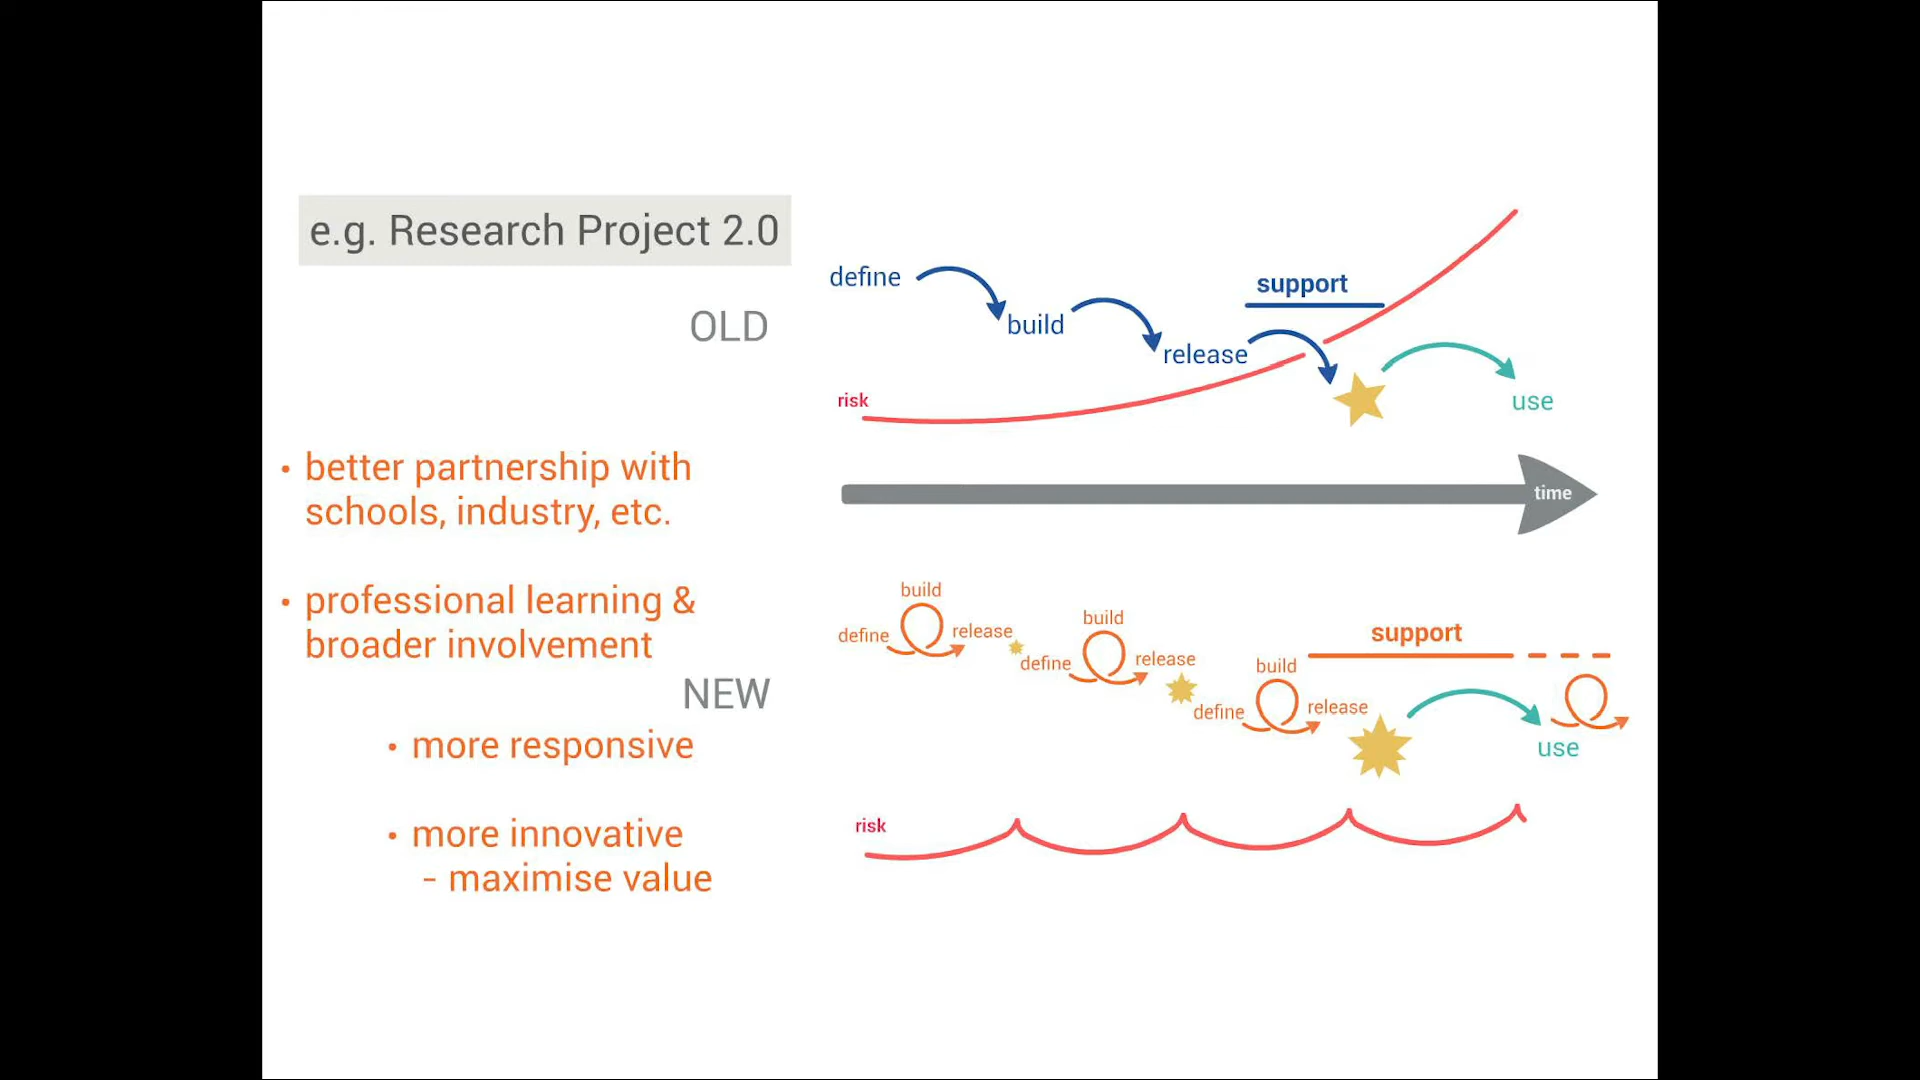 e.g. Research Project 2.0
OLD
• better partnership with
schools, industry, etc.
• professional learning &
broader involvement
NEW
• more responsive
• more innovative
- maximise value
define
build
release
support
use
risk
time
define
build
release
define
build
release
define
build
release
support
use
risk